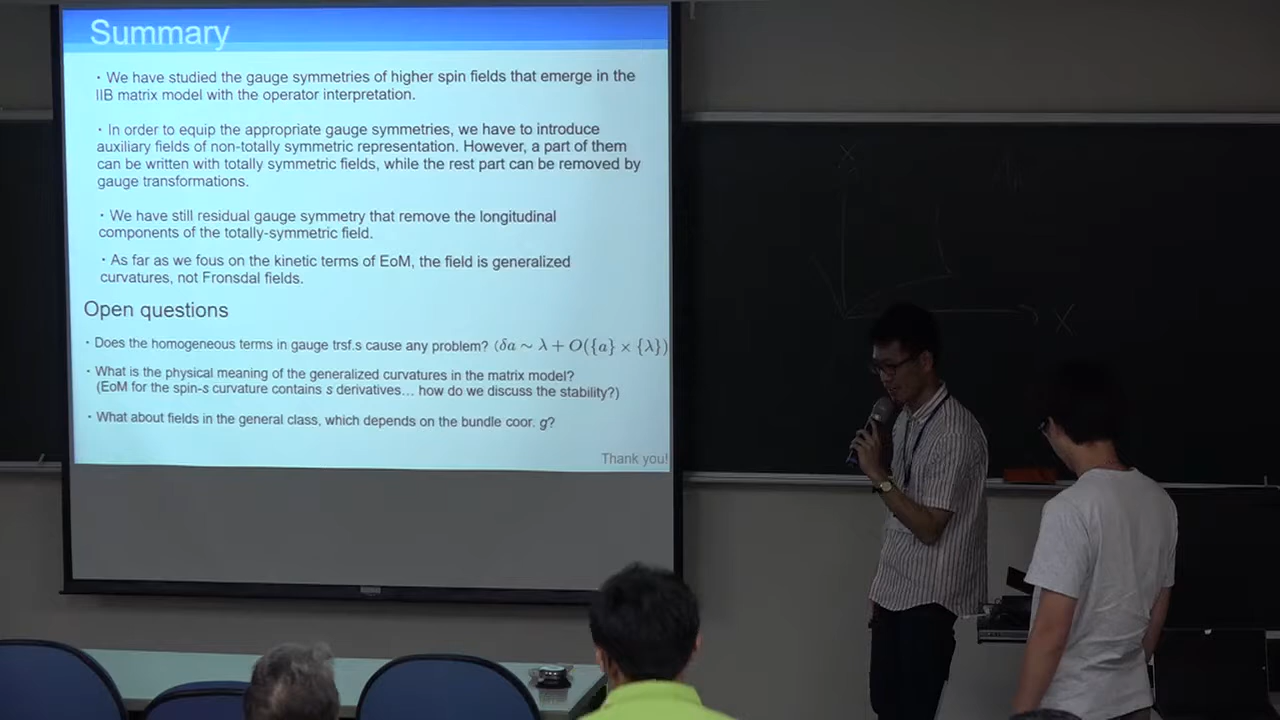 Summary
・We have studied the gauge symmetries of higher spin fields that emerge in the
IIB matrix model with the operator interpretation.
・In order to equip the appropriate gauge symmetries, we have to introduce
auxiliary fields of non-totally symmetric representation. However, a part of them
can be written with totally symmetric fields, while the rest part can be removed by
gauge transformations.
・We have still residual gauge symmetry that remove the longitudinal
components of the totally-symmetric field.
・As far as we fous on the kinetic terms of EoM, the field is generalized
curvatures, not Fronsdal fields.
Open questions
・Does the homogeneous terms in gauge trsf.s cause any problem? (δa ∼ λ + O({a} × {λ})
・What is the physical meaning of the generalized curvatures in the matrix model?
(EoM for the spin-s curvature contains s derivatives… how do we discuss the stability?)
・What about fields in the general class, which depends on the bundle coor. g?
Thank you!
X
X